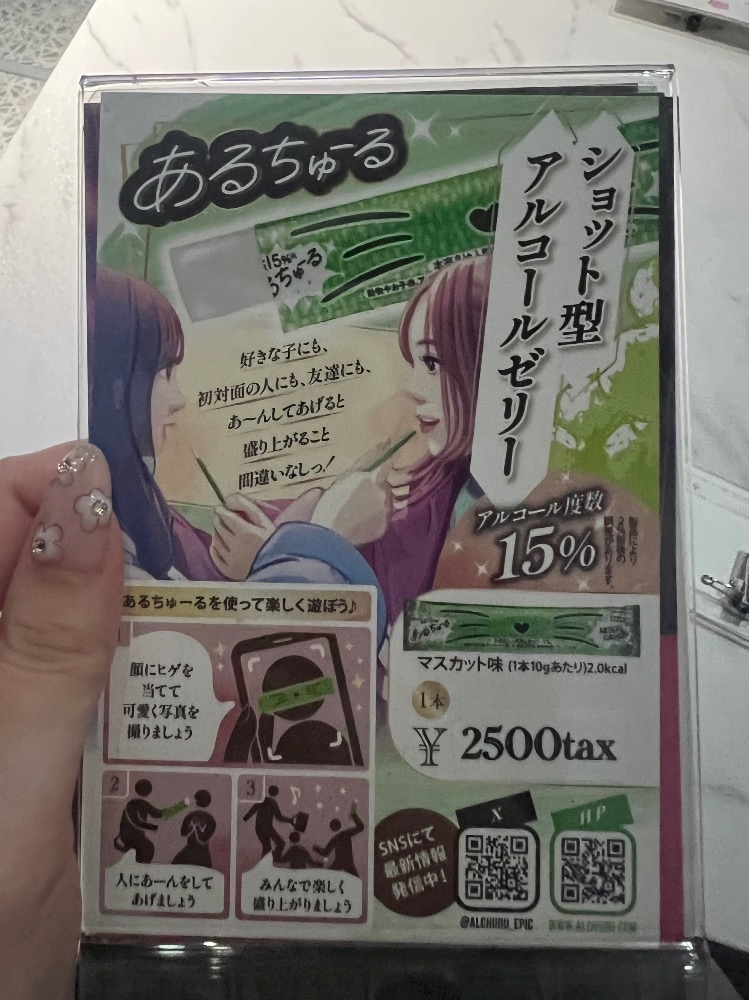 あるちゅーる
ショット型
アルコールゼリー
15%
ちゅーる
好きな子にも、
初対面の人にも、友達にも、
あ〜んしてあげると
盛り上がること
間違いなしっ!
アルコール度数
15%
あるちゅーるを使って楽しく遊ぼう♪
顔にヒゲを
当てて
可愛く写真を
撮りましょう
2
人にあーんをして
あげましょう
3
みんなで楽しく
盛り上がりましょう
マスカット味 (1本10gあたり)2.0kcal
1本
¥ 2500tax
SNSにて
最新情報
発信中!
X
@ALCHURU_EPIC
HP
WWW.ALCHURU.COM